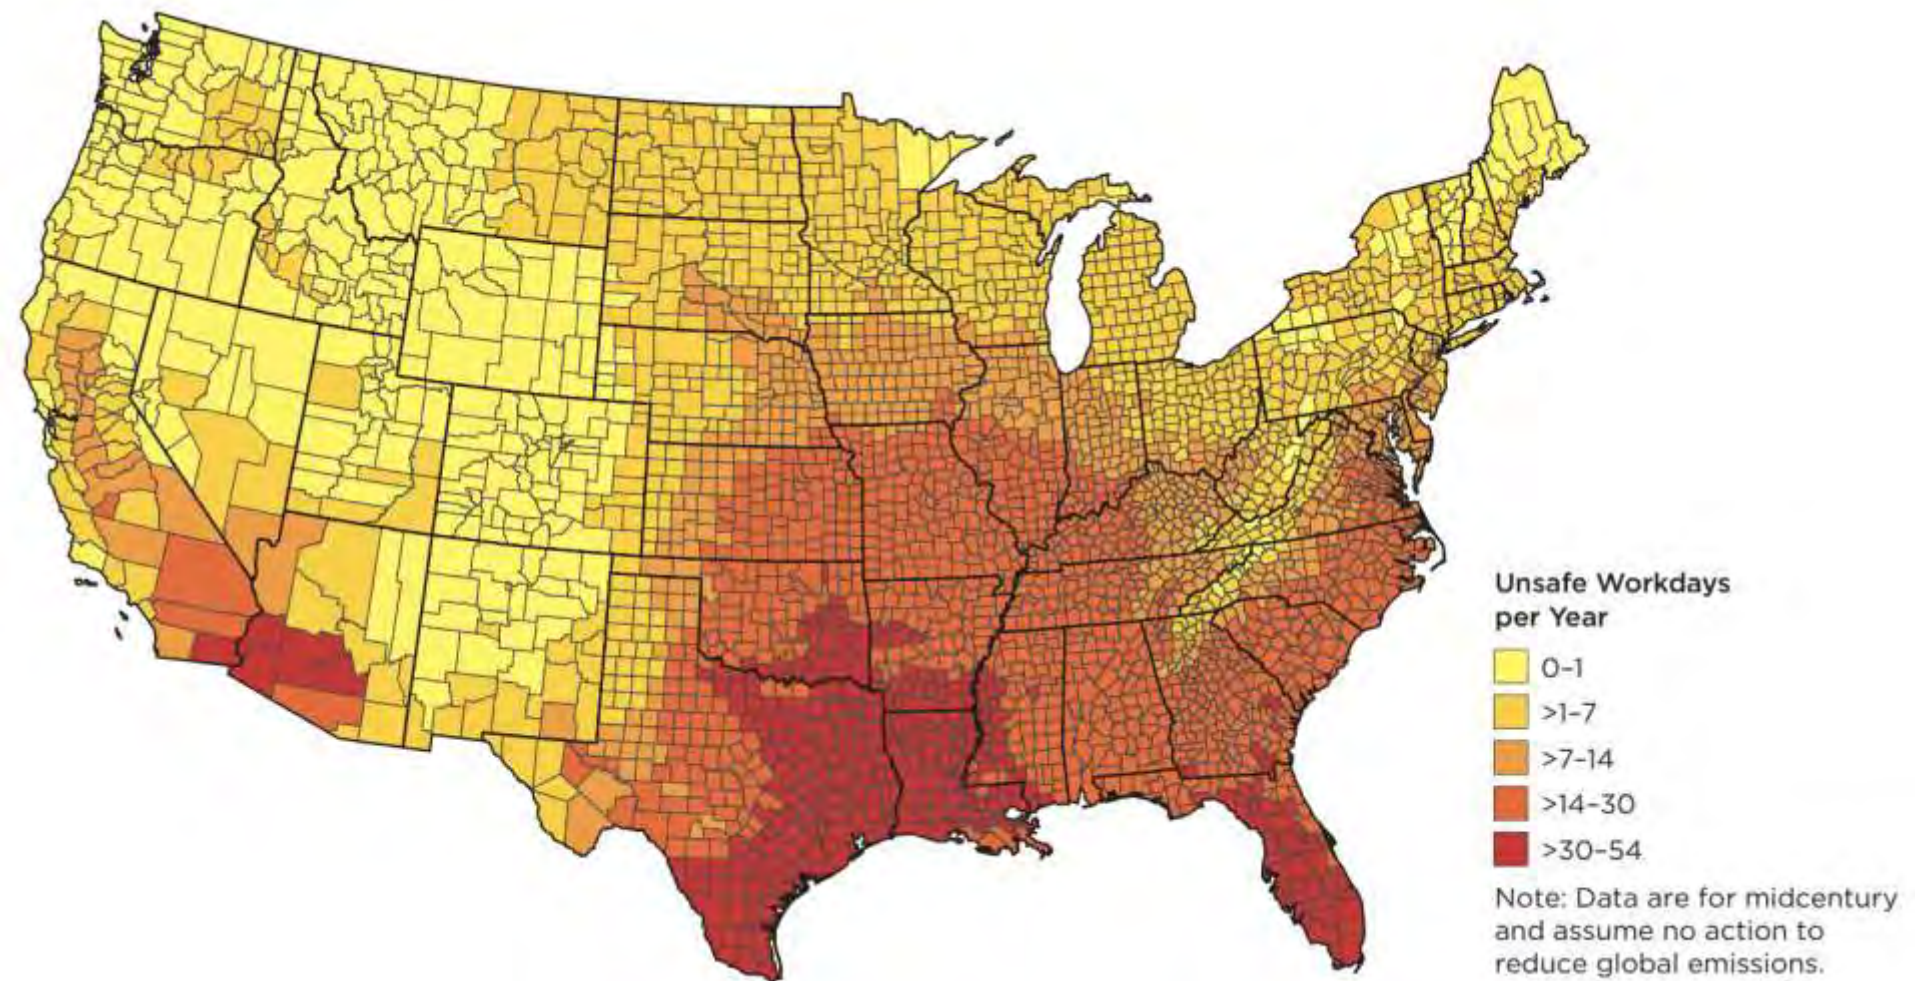 Unsafe Workdays
per Year
0–1
>1–7
>7–14
>14–30
>30–54
Note: Data are for midcentury
and assume no action to
reduce global emissions.